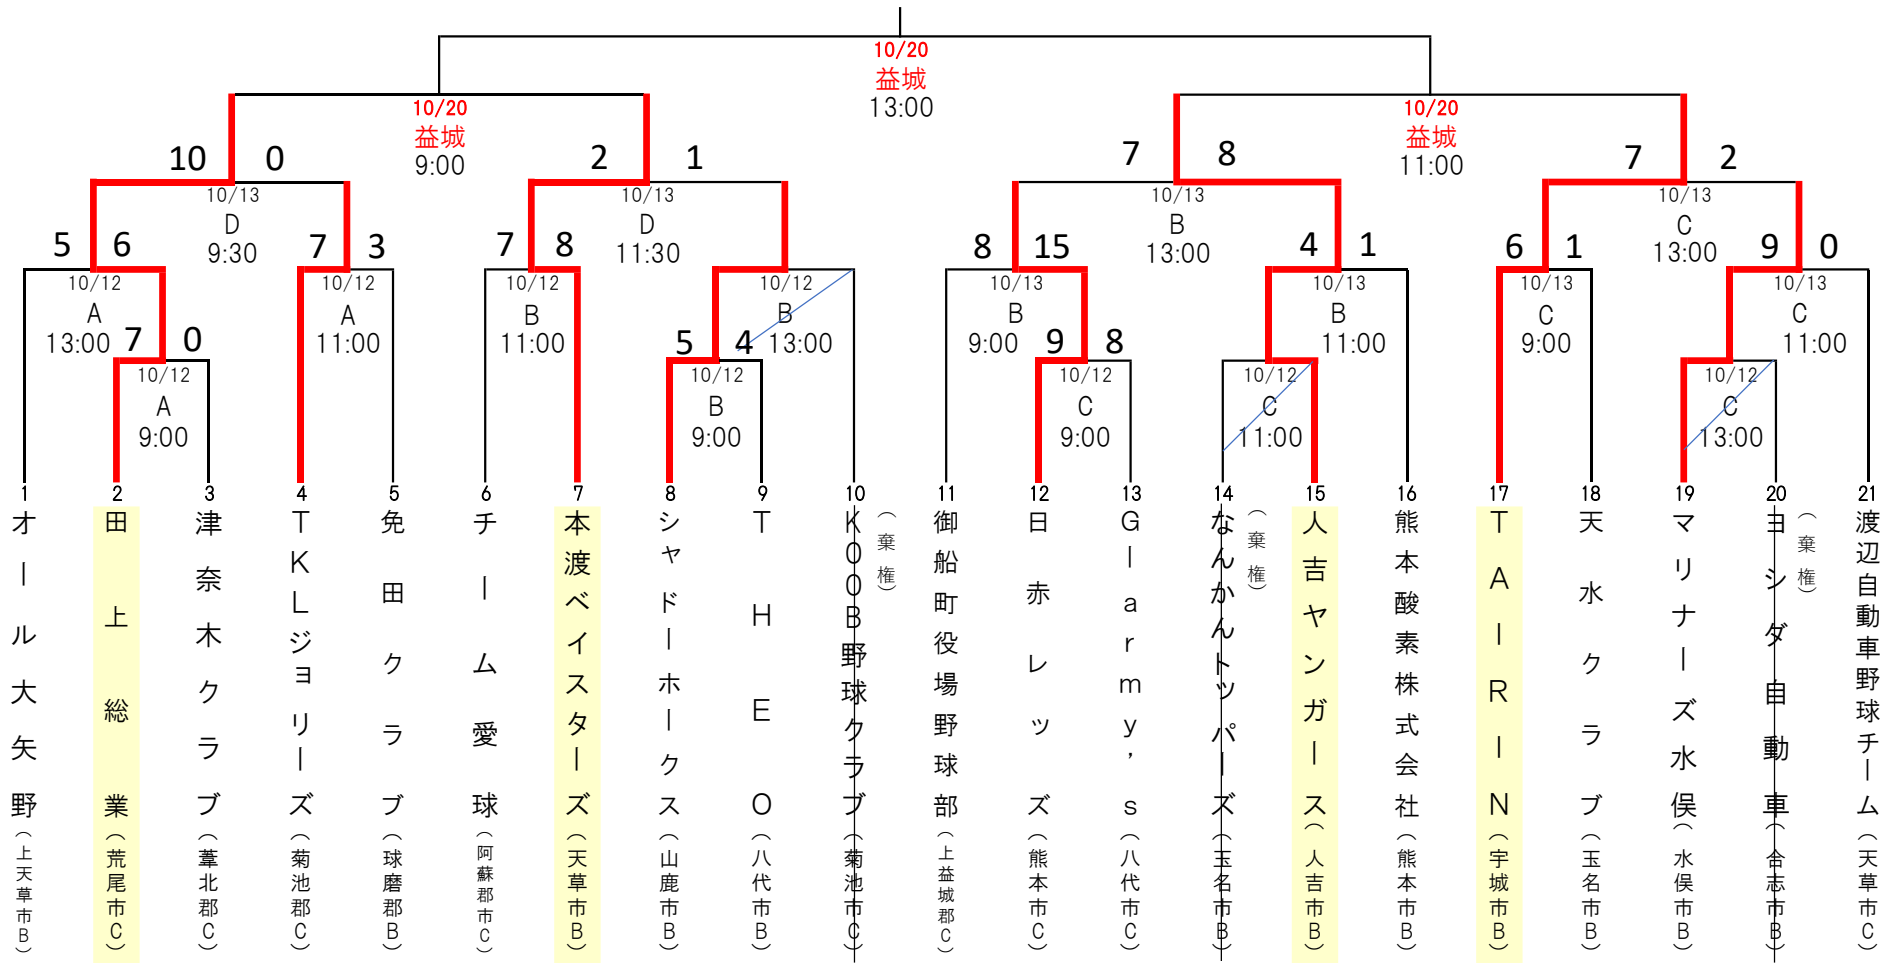 10/20
益城
13:00
10/20
益城
9:00
10/20
益城
11:00
10 0
10/13
D
9:30
2 1
10/13
D
11:30
7 8
10/13
B
13:00
7 2
10/13
C
13:00
5 6
10/12
A
13:00
7 3
10/12
A
11:00
7 8
10/12
B
11:00
10/12
B
13:00
8 15
10/13
B
9:00
4 1
10/13
B
11:00
6 1
10/13
C
9:00
9 0
10/13
C
11:00
7 0
10/12
A
9:00
5 4
10/12
B
9:00
9 8
10/12
C
9:00
10/12
C
11:00
10/12
C
13:00
1
オール大矢野(上天草市B)
2
田上総業(荒尾市C)
3
津奈木クラブ(葦北郡C)
4
TKLジョリーズ(菊池郡C)
5
免田クラブ(球磨郡B)
6
チーム愛球(阿蘇郡市C)
7
本渡ベイスターズ(天草市B)
8
シャドーホークス(山鹿市B)
9
THEO(八代市B)
10
KOOB野球クラブ(菊池市C)
(棄権)
11
御船町役場野球部(上益城郡C)
12
日赤レッズ(熊本市C)
13
Glarmy's(八代市C)
14
なんかんトッパーズ(玉名市B)
(棄権)
15
人吉ヤンガース(人吉市B)
16
熊本酸素株式会社(熊本市B)
17
TAIRIN(宇城市B)
18
天水クラブ(玉名市B)
19
マリナーズ水俣(水俣市B)
20
ヨシダ自動車(合志市B)
(棄権)
21
渡辺自動車野球チーム(天草市C)